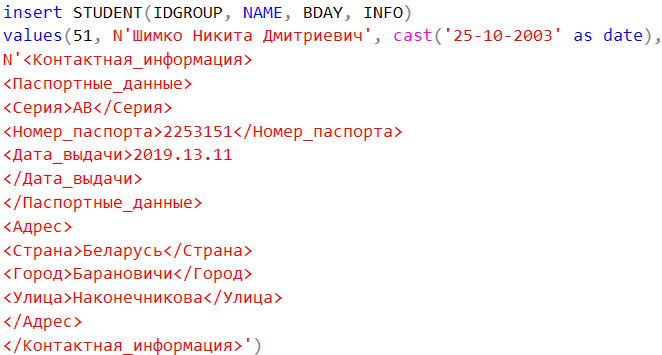 insert STUDENT(IDGROUP, NAME, BDAY, INFO)
values(51, N'Шимко Никита Дмитриевич', cast('25-10-2003' as date),
N'<Контактная_информация>
<Паспортные_данные>
<Серия>АВ</Серия>
<Номер_паспорта>2253151</Номер_паспорта>
<Дата_выдачи>2019.13.11
</Дата_выдачи>
</Паспортные_данные>
<Адрес>
<Страна>Беларусь</Страна>
<Город>Барановичи</Город>
<Улица>Наконечникова</Улица>
</Адрес>
</Контактная_информация>')